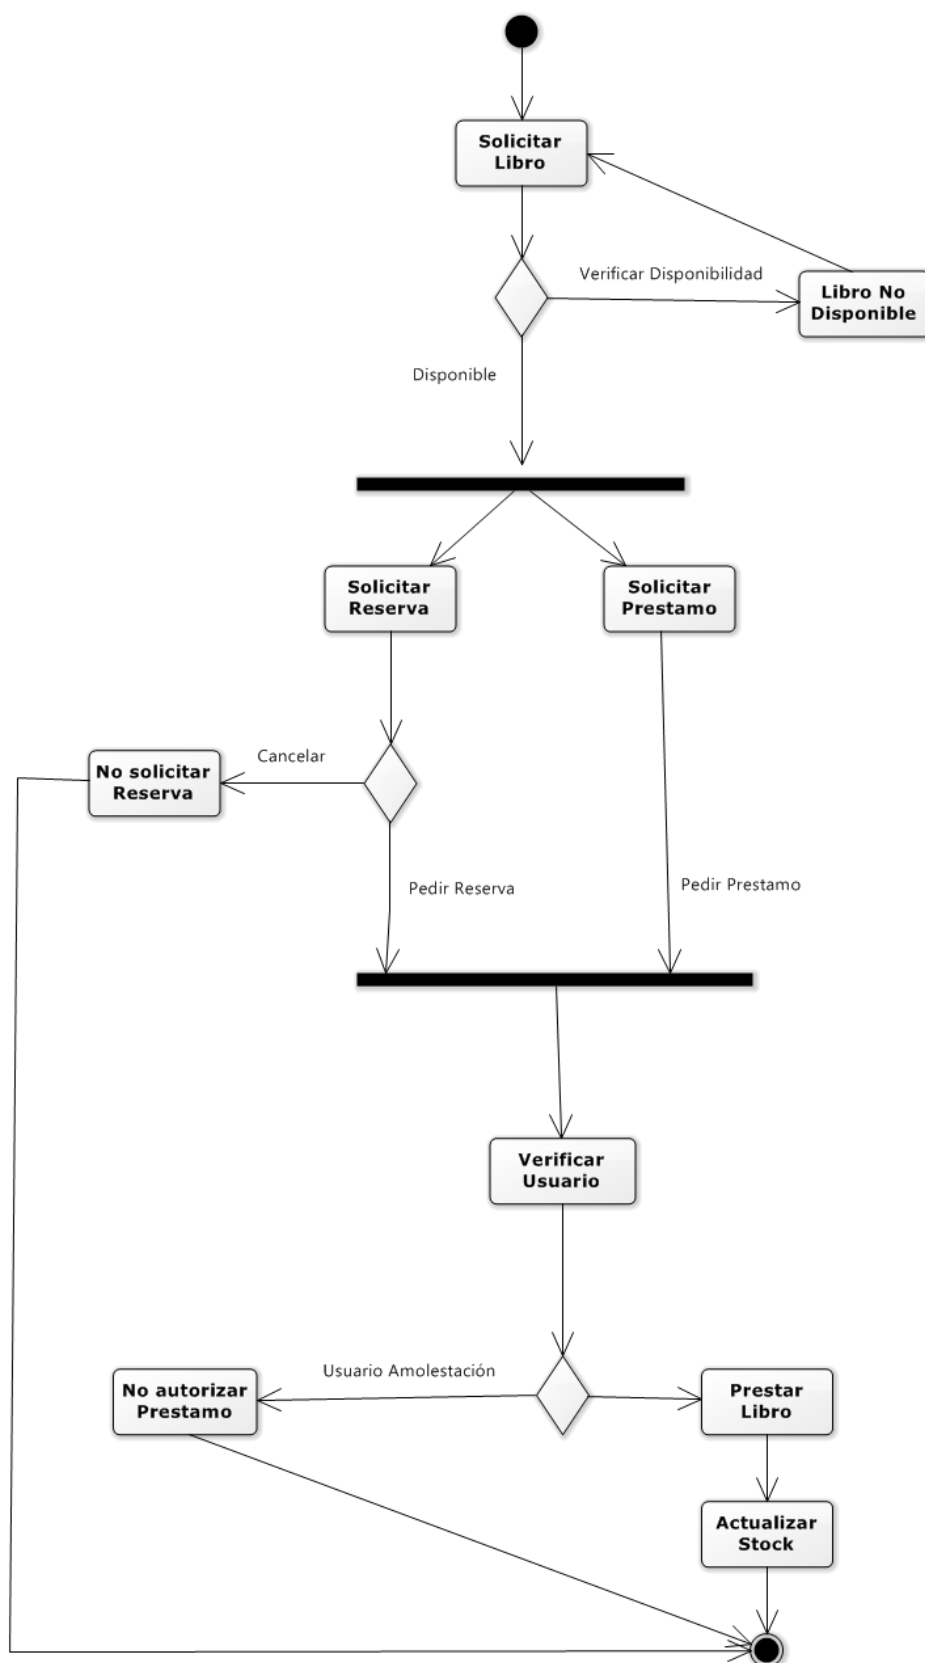 Solicitar
Libro
Verificar Disponibilidad
Libro No
Disponible
Disponible
Solicitar
Reserva
Solicitar
Prestamo
Cancelar
No solicitar
Reserva
Pedir Reserva
Pedir Prestamo
Verificar
Usuario
Usuario Amolestación
No autorizar
Prestamo
Prestar
Libro
Actualizar
Stock